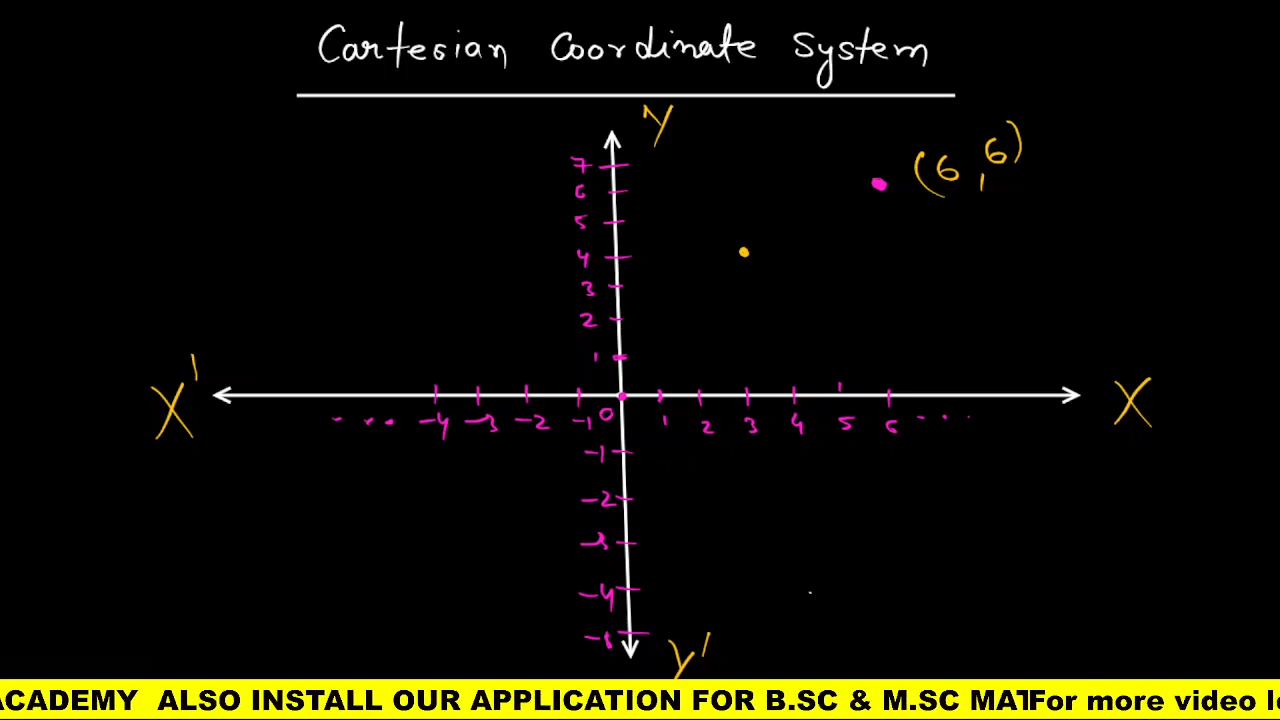 Cartesian Coordinate System
Y
(6, 6)
7
6
5
4
3
2
1
X'
X
-4 -3 -2 -1 0 1 2 3 4 5 6
-1
-2
-3
-4
Y'
ACADEMY ALSO INSTALL OUR APPLICATION FOR B.SC & M.SC MAT For more video l